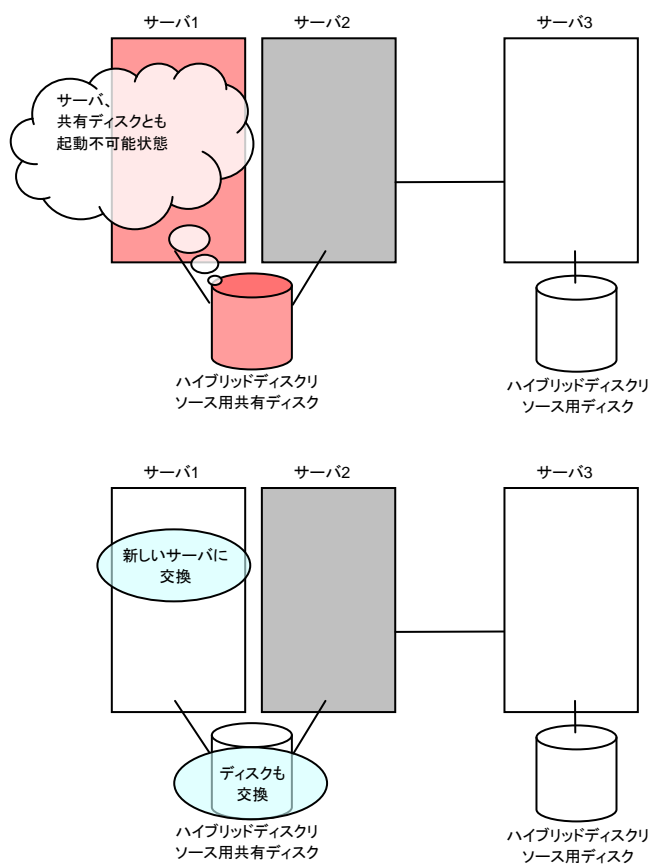 サーバ1
サーバ2
サーバ3
サーバ、
共有ディスクとも
起動不可能状態
ハイブリッドディスクリ
ソース用共有ディスク
ハイブリッドディスクリ
ソース用ディスク
サーバ1
サーバ2
サーバ3
新しいサーバに
交換
ディスクも
交換
ハイブリッドディスクリ
ソース用共有ディスク
ハイブリッドディスクリ
ソース用ディスク